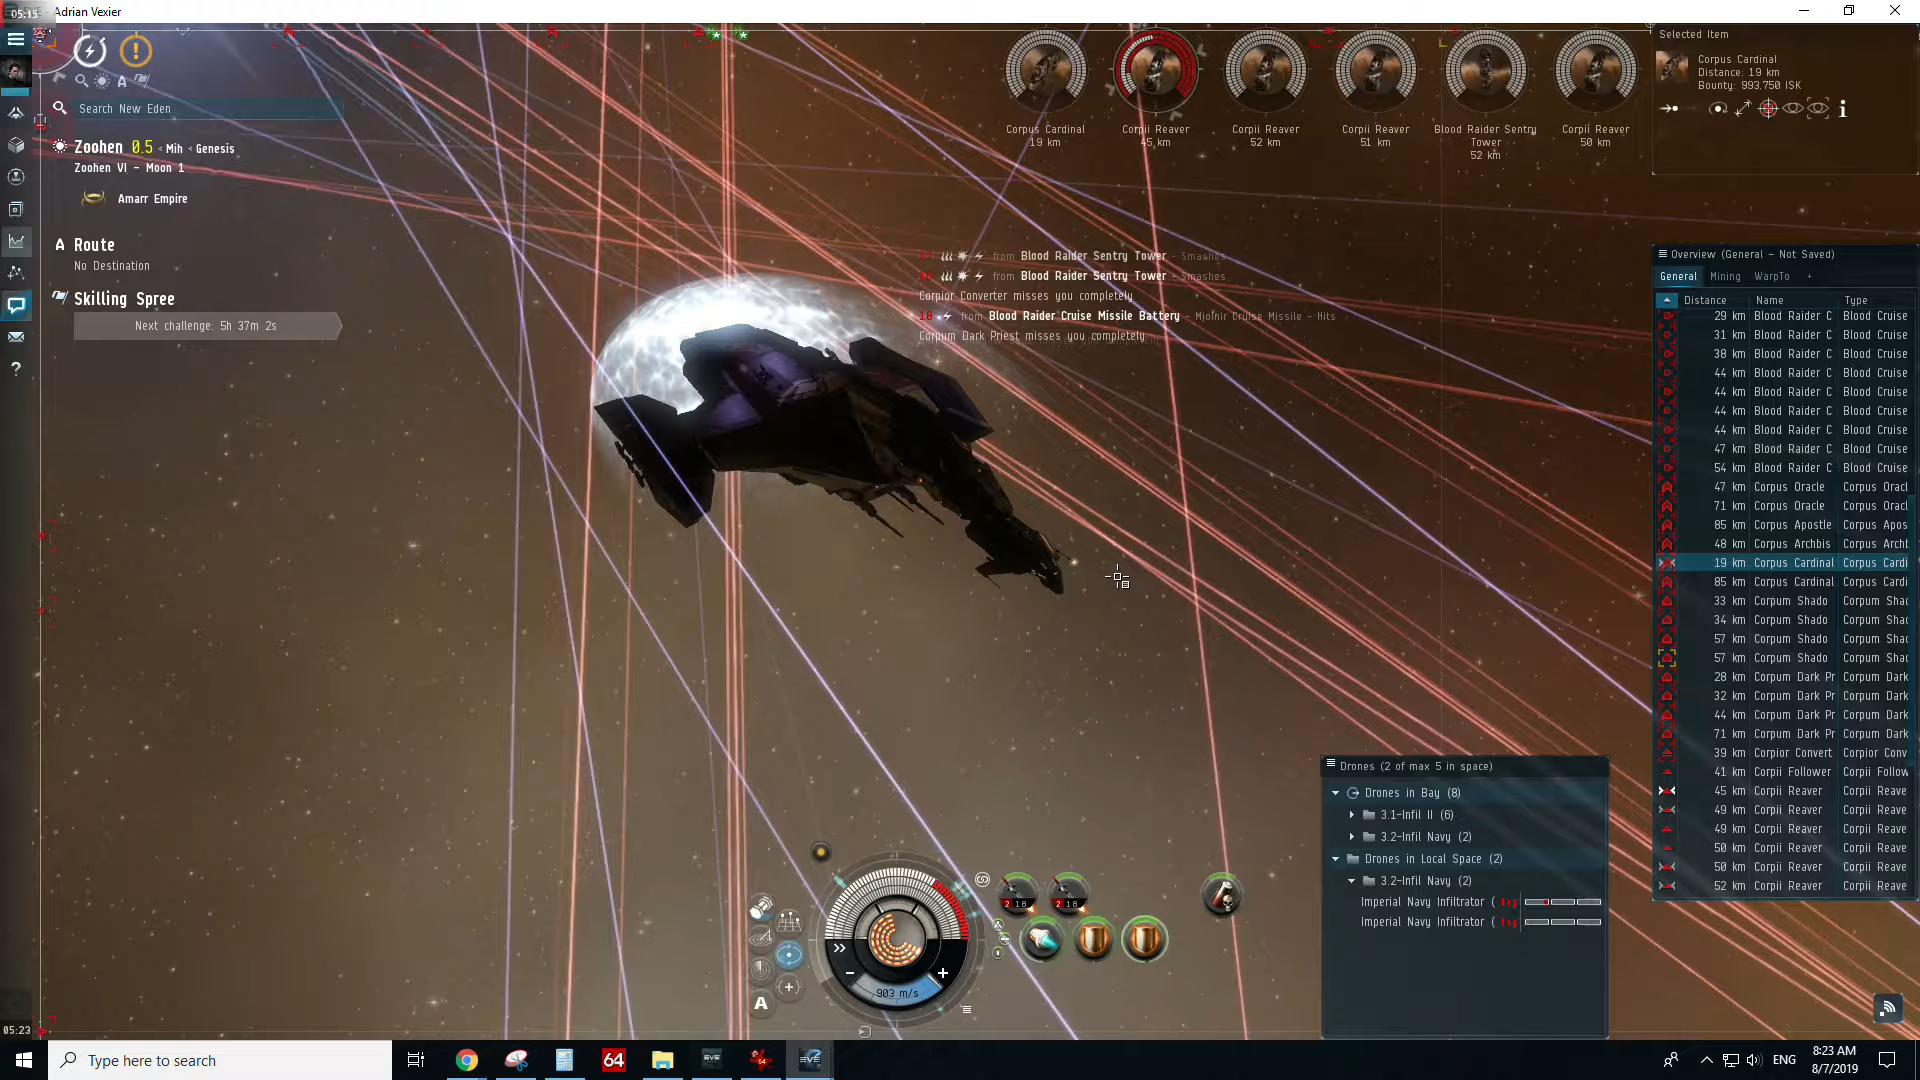 05:15
- Adrian Vexier
Search New Eden
Zoohen 0.5 < Mih < Genesis
Zoohen VI - Moon 1
Amarr Empire
A Route
No Destination
Skilling Spree
Next challenge: 5h 37m 2s
Corpus Cardinal
19 km
Corpii Reaver
45 km
Corpii Reaver
52 km
Corpii Reaver
51 km
Blood Raider Sentry
Tower
52 km
Corpii Reaver
50 km
Selected Item
Corpus Cardinal
Distance: 19 km
Bounty: 993,750 ISK
from Blood Raider Sentry Tower - Smashes
from Blood Raider Sentry Tower - Smashes
Corpior Converter misses you completely
18 Blood Raider Cruise Missile Battery - Mjolnir Cruise Missile - Hits
Corpum Dark Priest misses you completely
Overview (General - Not Saved)
General Mining WarpTo +
Distance Name Type
29 km Blood Raider C Blood Cruise
31 km Blood Raider C Blood Cruise
38 km Blood Raider C Blood Cruise
44 km Blood Raider C Blood Cruise
44 km Blood Raider C Blood Cruise
44 km Blood Raider C Blood Cruise
44 km Blood Raider C Blood Cruise
47 km Blood Raider C Blood Cruise
54 km Blood Raider C Blood Cruise
47 km Corpus Oracle Corpus Oracl
71 km Corpus Oracle Corpus Oracl
85 km Corpus Apostle Corpus Apos
48 km Corpus Archbis Corpus Archb
19 km Corpus Cardinal Corpus Cardi
85 km Corpus Cardinal Corpus Cardi
33 km Corpum Shado Corpum Shad
34 km Corpum Shado Corpum Shad
57 km Corpum Shado Corpum Shad
57 km Corpum Shado Corpum Shad
28 km Corpum Dark Pr Corpum Dark
32 km Corpum Dark Pr Corpum Dark
44 km Corpum Dark Pr Corpum Dark
71 km Corpum Dark Pr Corpum Dark
39 km Corpior Convert Corpior Conv
41 km Corpii Follower Corpii Follow
45 km Corpii Reaver Corpii Reave
49 km Corpii Reaver Corpii Reave
49 km Corpii Reaver Corpii Reave
50 km Corpii Reaver Corpii Reave
50 km Corpii Reaver Corpii Reave
52 km Corpii Reaver Corpii Reave
Drones (2 of max 5 in space)
Drones in Bay (8)
3.1-Infil II (6)
3.2-Infil Navy (2)
Drones in Local Space (2)
3.2-Infil Navy (2)
Imperial Navy Infiltrator (
Imperial Navy Infiltrator (
2 18
2 18
A
903 m/s
05:23
Type here to search
64
EVE
64
EVE
ENG
8:23 AM
8/7/2019